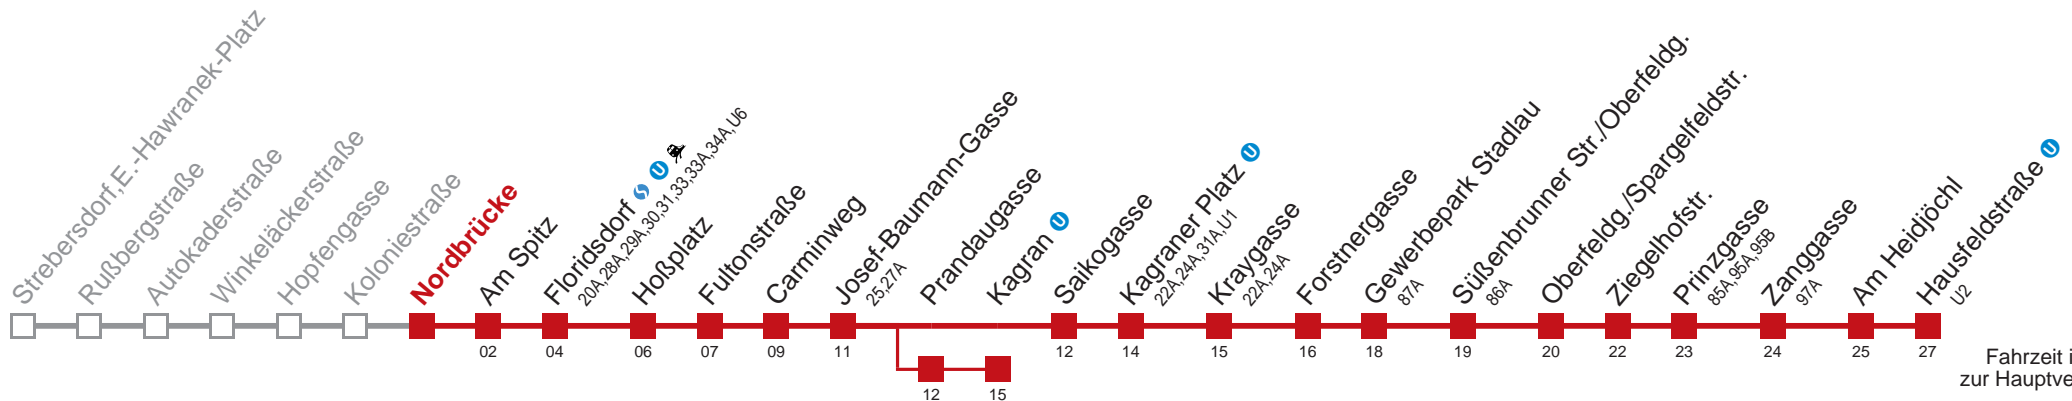 Strebersdorf,E.-Hawranek-Platz
Rußbergstraße
Autokaderstraße
Winkeläckerstraße
Hopfengasse
Koloniestraße
Nordbrücke
Am Spitz
Floridsdorf S U
20A,28A,29A,30,31,33,33A,34A,U6
Hoßplatz
Fultonstraße
Carminweg
Josef-Baumann-Gasse
25,27A
Prandaugasse
Kagran U
Saikogasse
Kagraner Platz U
22A,24A,31A,U1
Kraygasse
22A,24A
Forstnergasse
Gewerbepark Stadlau
87A
Süßenbrunner Str./Oberfeldg.
86A
Oberfeldg./Spargelfeldstr.
Ziegelhofstr.
Prinzgasse
85A,95A,95B
Zanggasse
97A
Am Heidjöchl
Hausfeldstraße U
U2
02 04 06 07 09 11 12 14 15 16 18 19 20 22 23 24 25 27
12 15
Fahrzeit i
zur Hauptve